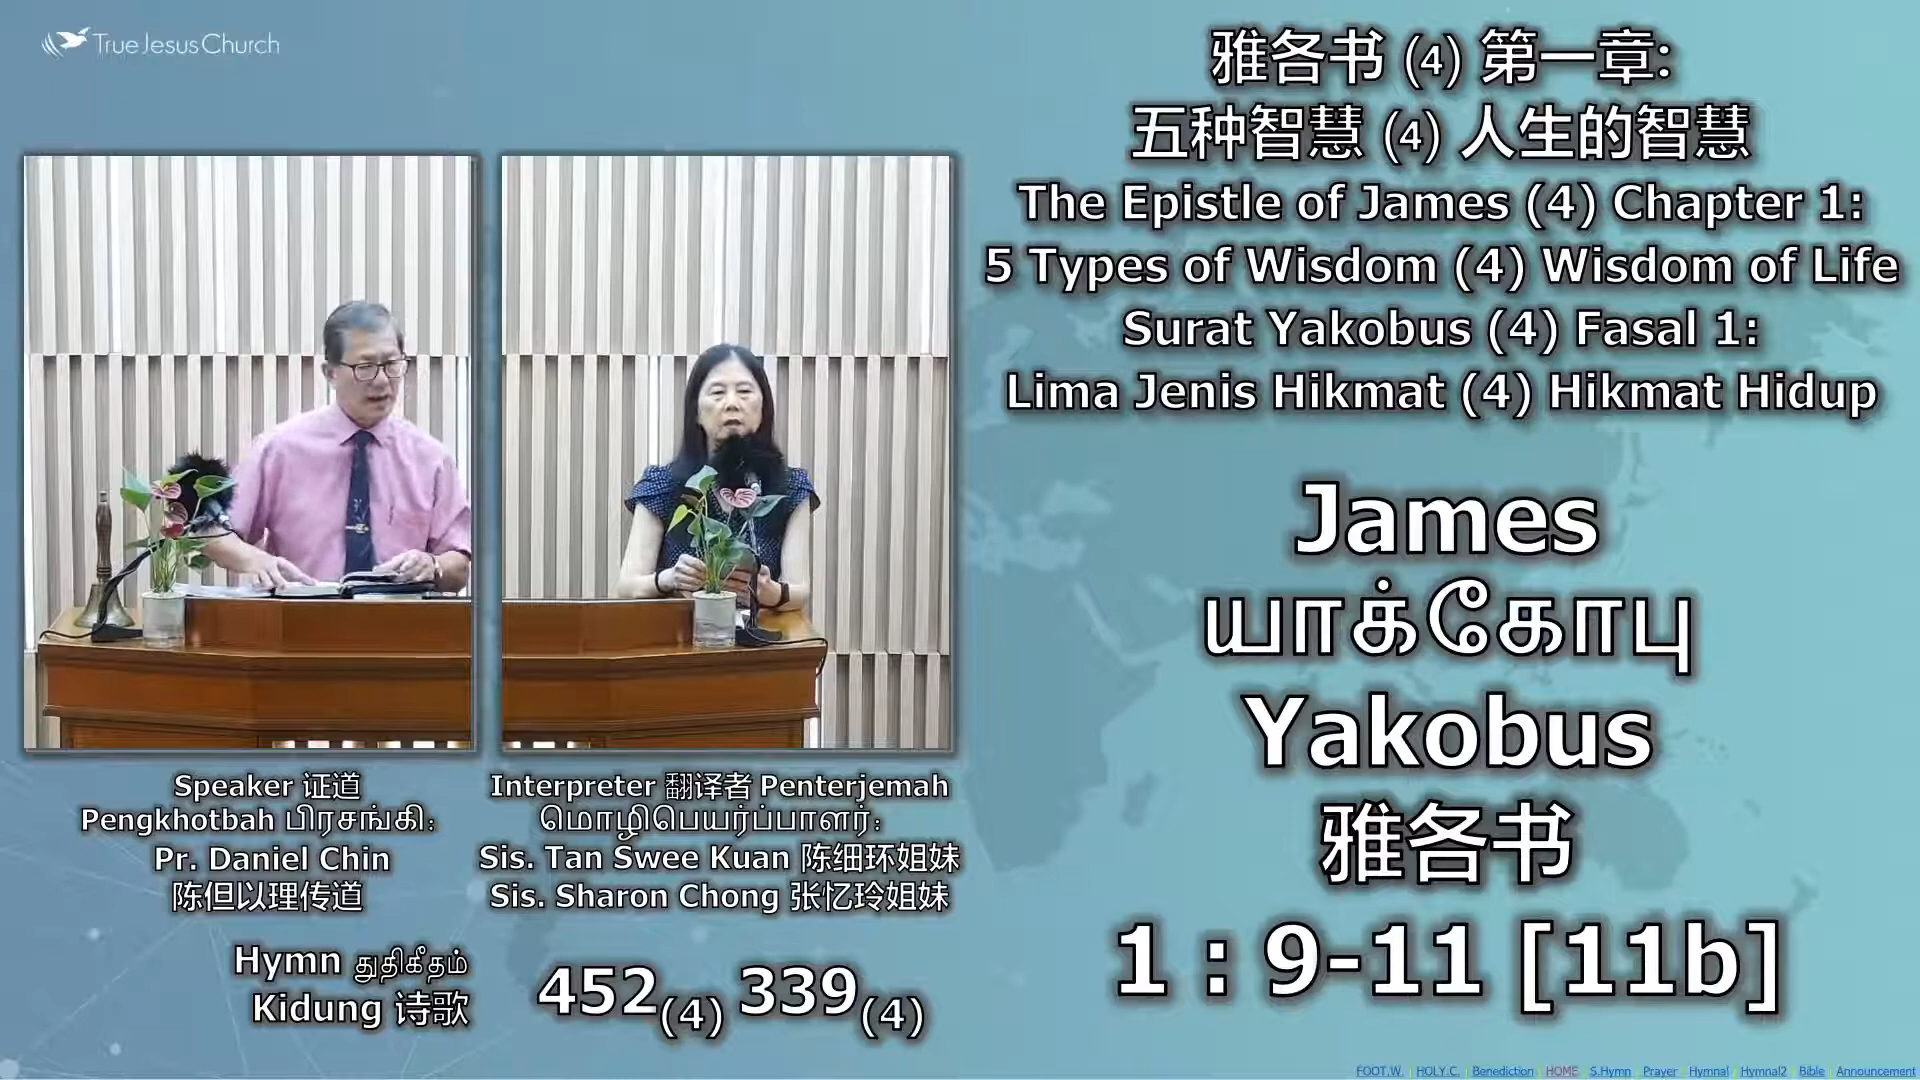 True Jesus Church
雅各书 (4) 第一章:
五种智慧 (4) 人生的智慧
The Epistle of James (4) Chapter 1:
5 Types of Wisdom (4) Wisdom of Life
Surat Yakobus (4) Fasal 1:
Lima Jenis Hikmat (4) Hikmat Hidup
James
யாக்கோபு
Yakobus
雅各书
1 : 9-11 [11b]
Speaker 证道
Pengkhotbah பிரசங்கி:
Pr. Daniel Chin
陈但以理传道
Interpreter 翻译者 Penterjemah
மொழிபெயர்ப்பாளர்:
Sis. Tan Swee Kuan 陈细环姐妹
Sis. Sharon Chong 张忆玲姐妹
Hymn துதிகீதம்
Kidung 诗歌
452(4) 339(4)
FOOT.W. | HOLY.C. | Benediction | HOME | S.Hymn | Prayer | Hymnal | Hymnal2 | Bible | Announcement